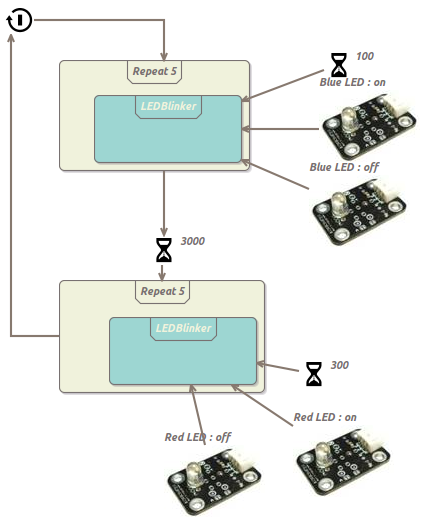 100
Blue LED : on
Repeat 5
LEDBlinker
Blue LED : off
3000
Repeat 5
LEDBlinker
300
Red LED : on
Red LED : off